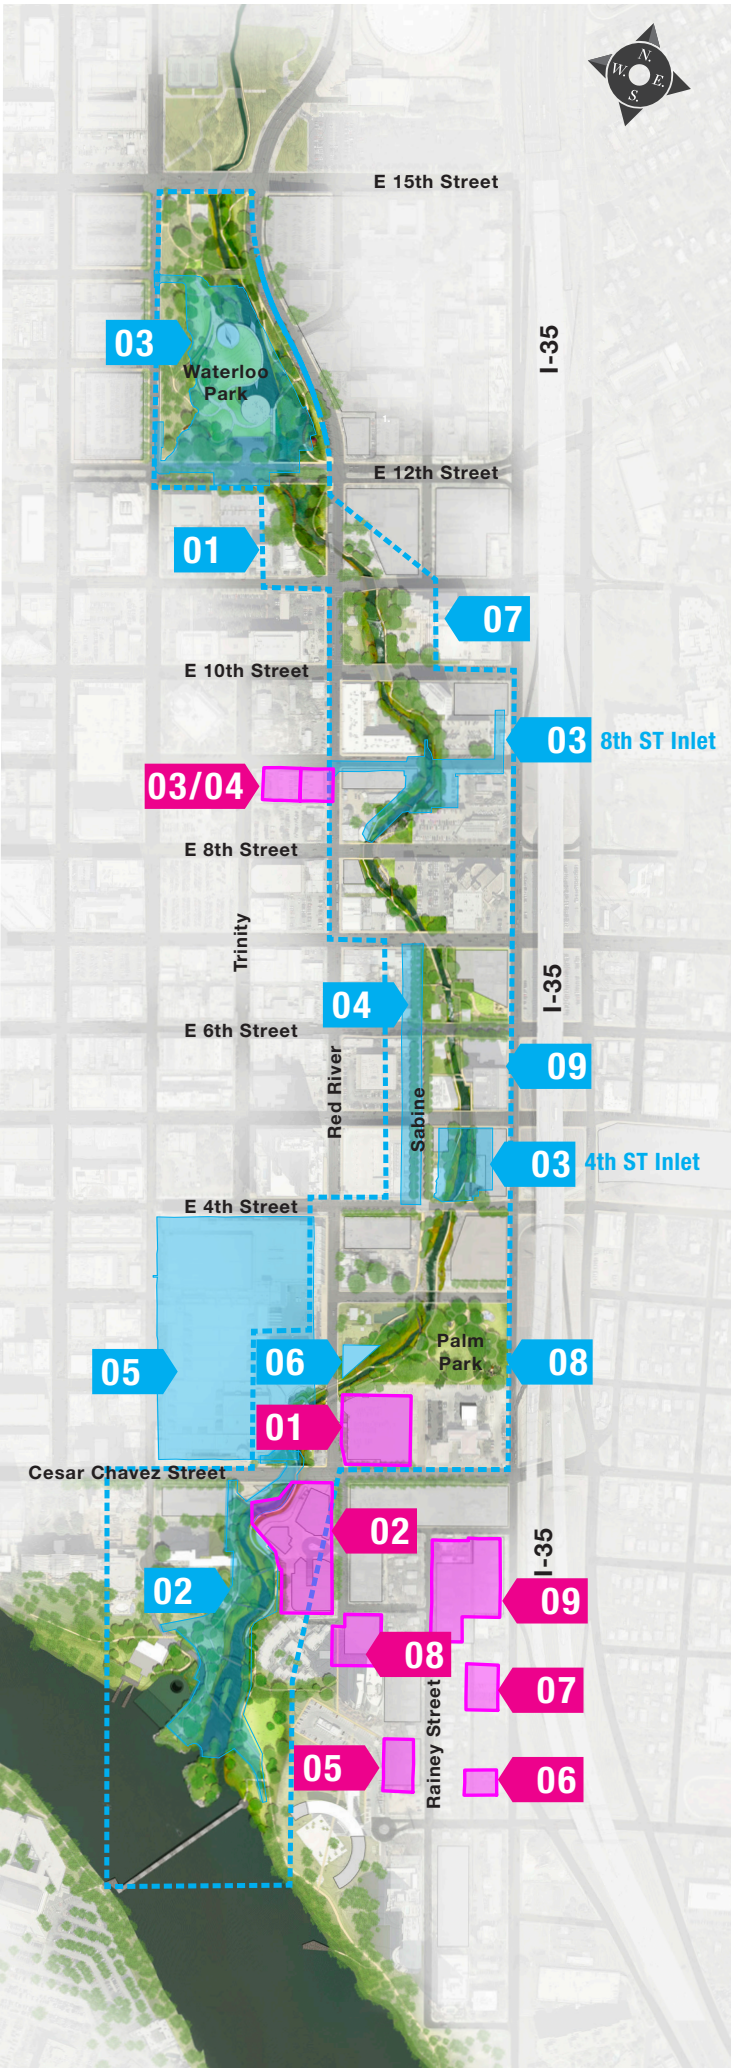 N.
W.
E.
S.
E 15th Street
I-35
03
Waterloo
Park
E 12th Street
01
07
E 10th Street
03 8th ST Inlet
03/04
E 8th Street
Trinity
I-35
04
E 6th Street
Red River
09
Sabine
03 4th ST Inlet
E 4th Street
Palm
Park
06
08
05
01
Cesar Chavez Street
02
I-35
02
09
08
07
Rainey Street
05
06